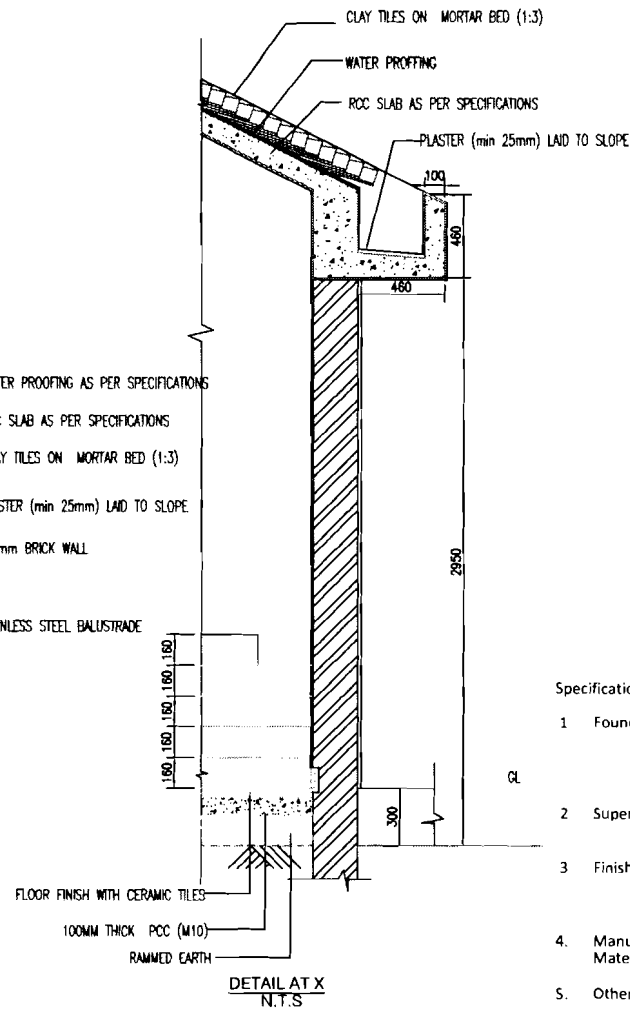 CLAY TILES ON MORTAR BED (1:3)
WATER PROFFING
RCC SLAB AS PER SPECIFICATIONS
PLASTER (min 25mm) LAID TO SLOPE
100
460
460
ER PROOFING AS PER SPECIFICATIONS
SLAB AS PER SPECIFICATIONS
Y TILES ON MORTAR BED (1:3)
STER (min 25mm) LAID TO SLOPE
mm BRICK WALL
2950
NLESS STEEL BALUSTRADE
160
160
160
160
160
Specification
1 Foun
GL
300
2 Super
3 Finish
FLOOR FINISH WITH CERAMIC TILES
100MM THICK PCC (M10)
RAMMED EARTH
4. Manu
Mate
S. Other
DETAIL AT X
N.T.S